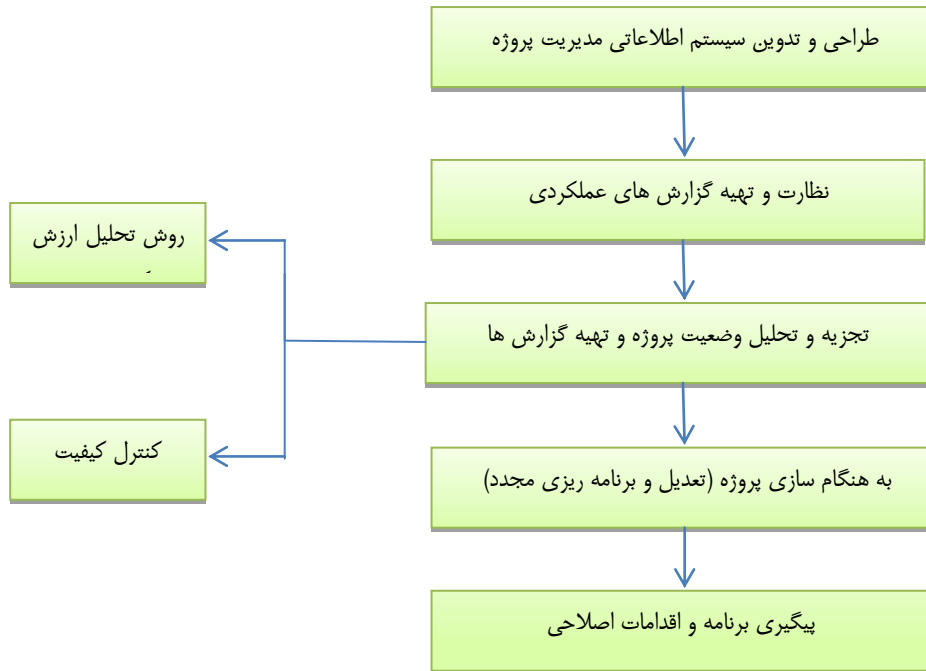 طراحی و تدوین سیستم اطلاعاتی مدیریت پروژه
نظارت و تهیه گزارش های عملکردی
روش تحلیل ارزش
تجزیه و تحلیل وضعیت پروژه و تهیه گزارش ها
کنترل کیفیت
به هنگام سازی پروژه (تعدیل و برنامه ریزی مجدد)
پیگیری برنامه و اقدامات اصلاحی